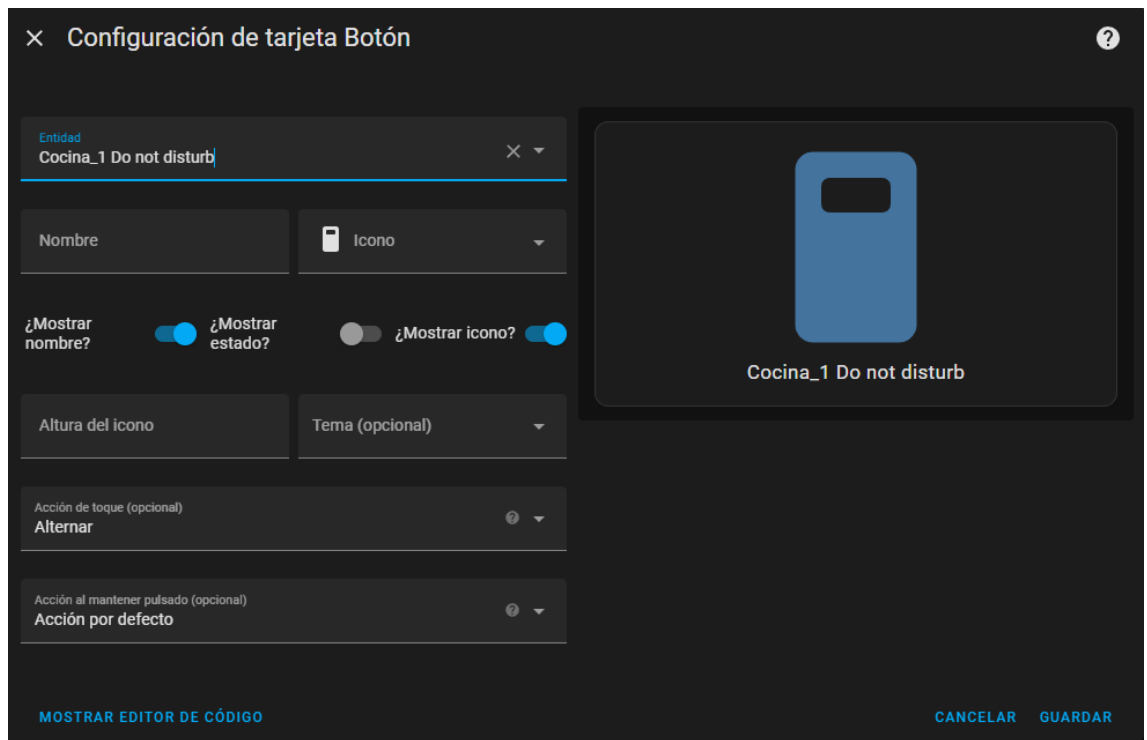 Configuración de tarjeta Botón
Entidad
Cocina_1 Do not disturb
Nombre
Icono
¿Mostrar
nombre?
¿Mostrar
estado?
¿Mostrar icono?
Altura del icono
Tema (opcional)
Acción de toque (opcional)
Alternar
Acción al mantener pulsado (opcional)
Acción por defecto
Cocina_1 Do not disturb
MOSTRAR EDITOR DE CÓDIGO
CANCELAR
GUARDAR